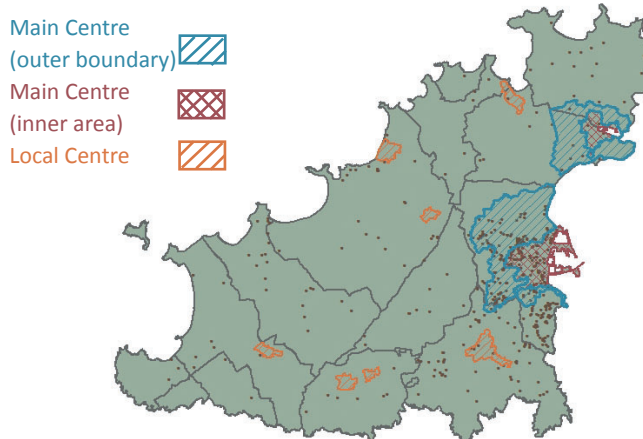 Main Centre
(outer boundary)
Main Centre
(inner area)
Local Centre